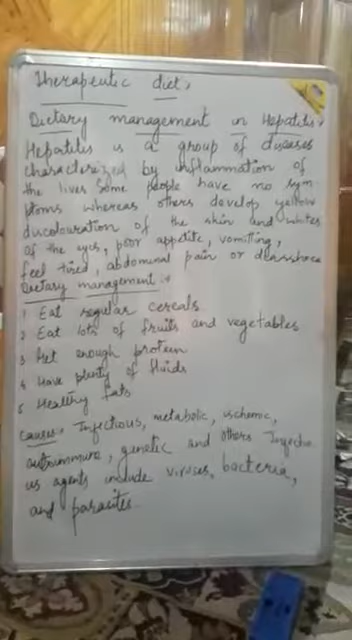 Therapeutic diet,
Dietary management in Hepatitis,
Hepatitis is a group of diseases
characterized by inflammation of
the liver some people have no sym-
ptoms whereas others develop yellow
ducolouration of the skin and whites
of the eyes, poor appetite, vomitting,
feel tired, abdominal pain or diarrhoea
Dietary management :-
1 Eat regular cereals
2 Eat lots of fruits and vegetables
3 Het enough protein
4 Have plenty of fluids
5 Healthy fats
Causes, Infectious, metabolic, ischemic,
autoimmune, genetic and others Infectio
us agents include viruses, bacteria,
and parasites.